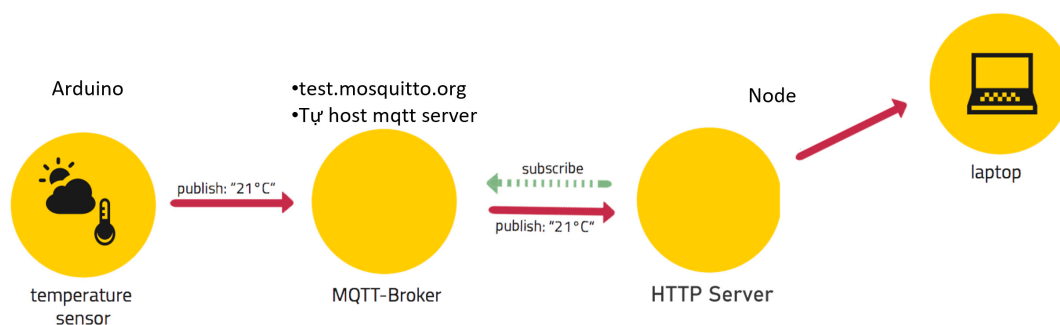 Arduino
•test.mosquitto.org
•Tự host mqtt server
Node
publish: “21°C“
subscribe
publish: “21°C“
laptop
temperature
sensor
MQTT-Broker
HTTP Server